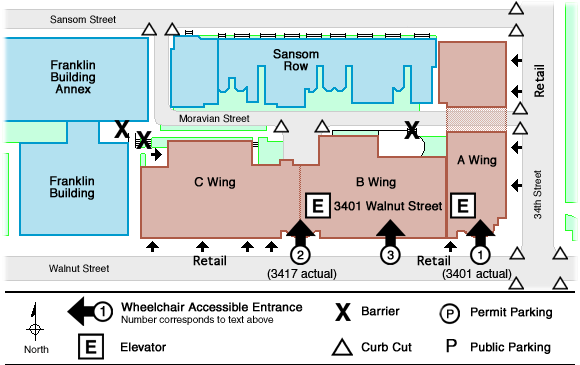 Sansom Street
Franklin
Building
Annex
Sansom
Row
Retail
Moravian Street
X
X
X
A Wing
C Wing
B Wing
Franklin
Building
E
3401 Walnut Street
E
34th Street
Walnut Street
Retail
2
(3417 actual)
3
Retail
1
(3401 actual)
North
1
Wheelchair Accessible Entrance
Number corresponds to text above
E
Elevator
X
Barrier
Curb Cut
P
Permit Parking
P
Public Parking